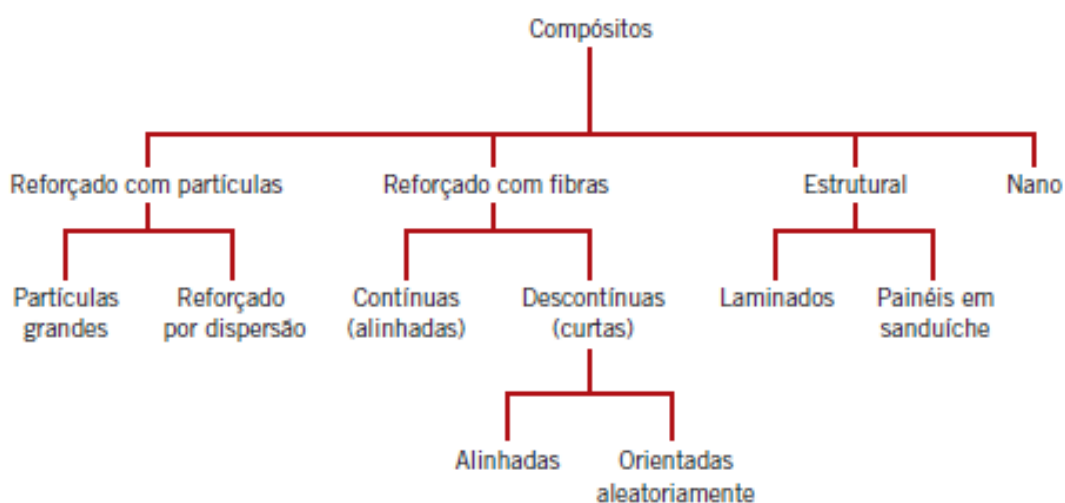 Compósitos
Reforçado com partículas
Reforçado com fibras
Estrutural
Nano
Partículas
grandes
Reforçado
por dispersão
Contínuas
(alinhadas)
Descontínuas
(curtas)
Laminados
Painéis em
sanduíche
Alinhadas
Orientadas
aleatoriamente